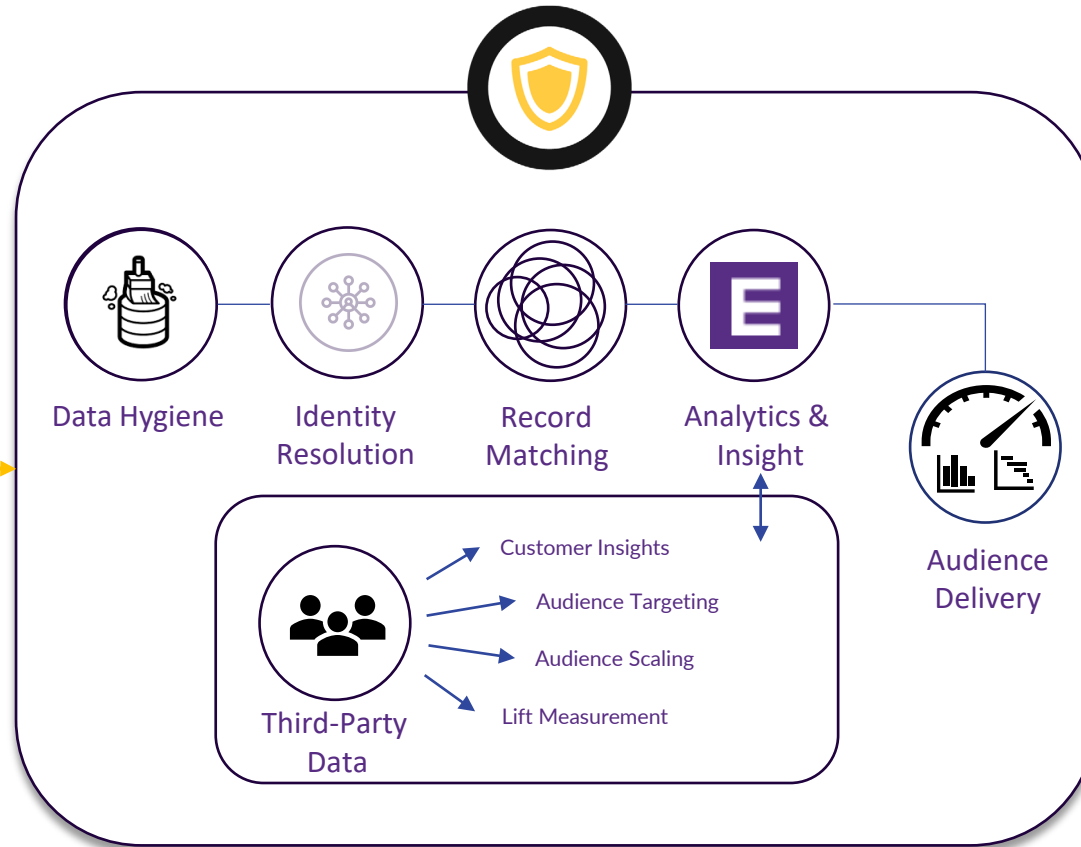 E
Data Hygiene
Identity
Resolution
Record
Matching
Analytics &
Insight
Audience
Delivery
Third-Party
Data
Customer Insights
Audience Targeting
Audience Scaling
Lift Measurement